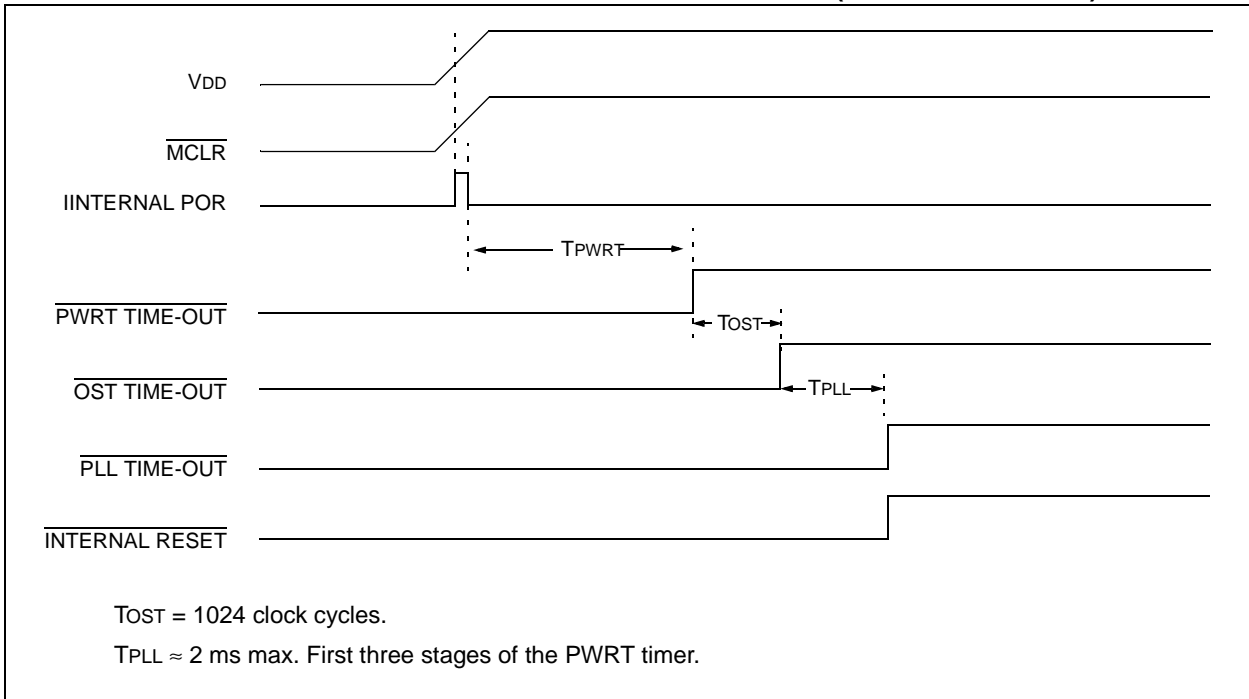 VDD
MCLR
IINTERNAL POR
TPWRT
PWRT TIME-OUT
TOST
OST TIME-OUT
TPLL
PLL TIME-OUT
INTERNAL RESET
TOST = 1024 clock cycles.
TPLL ≈ 2 ms max. First three stages of the PWRT timer.